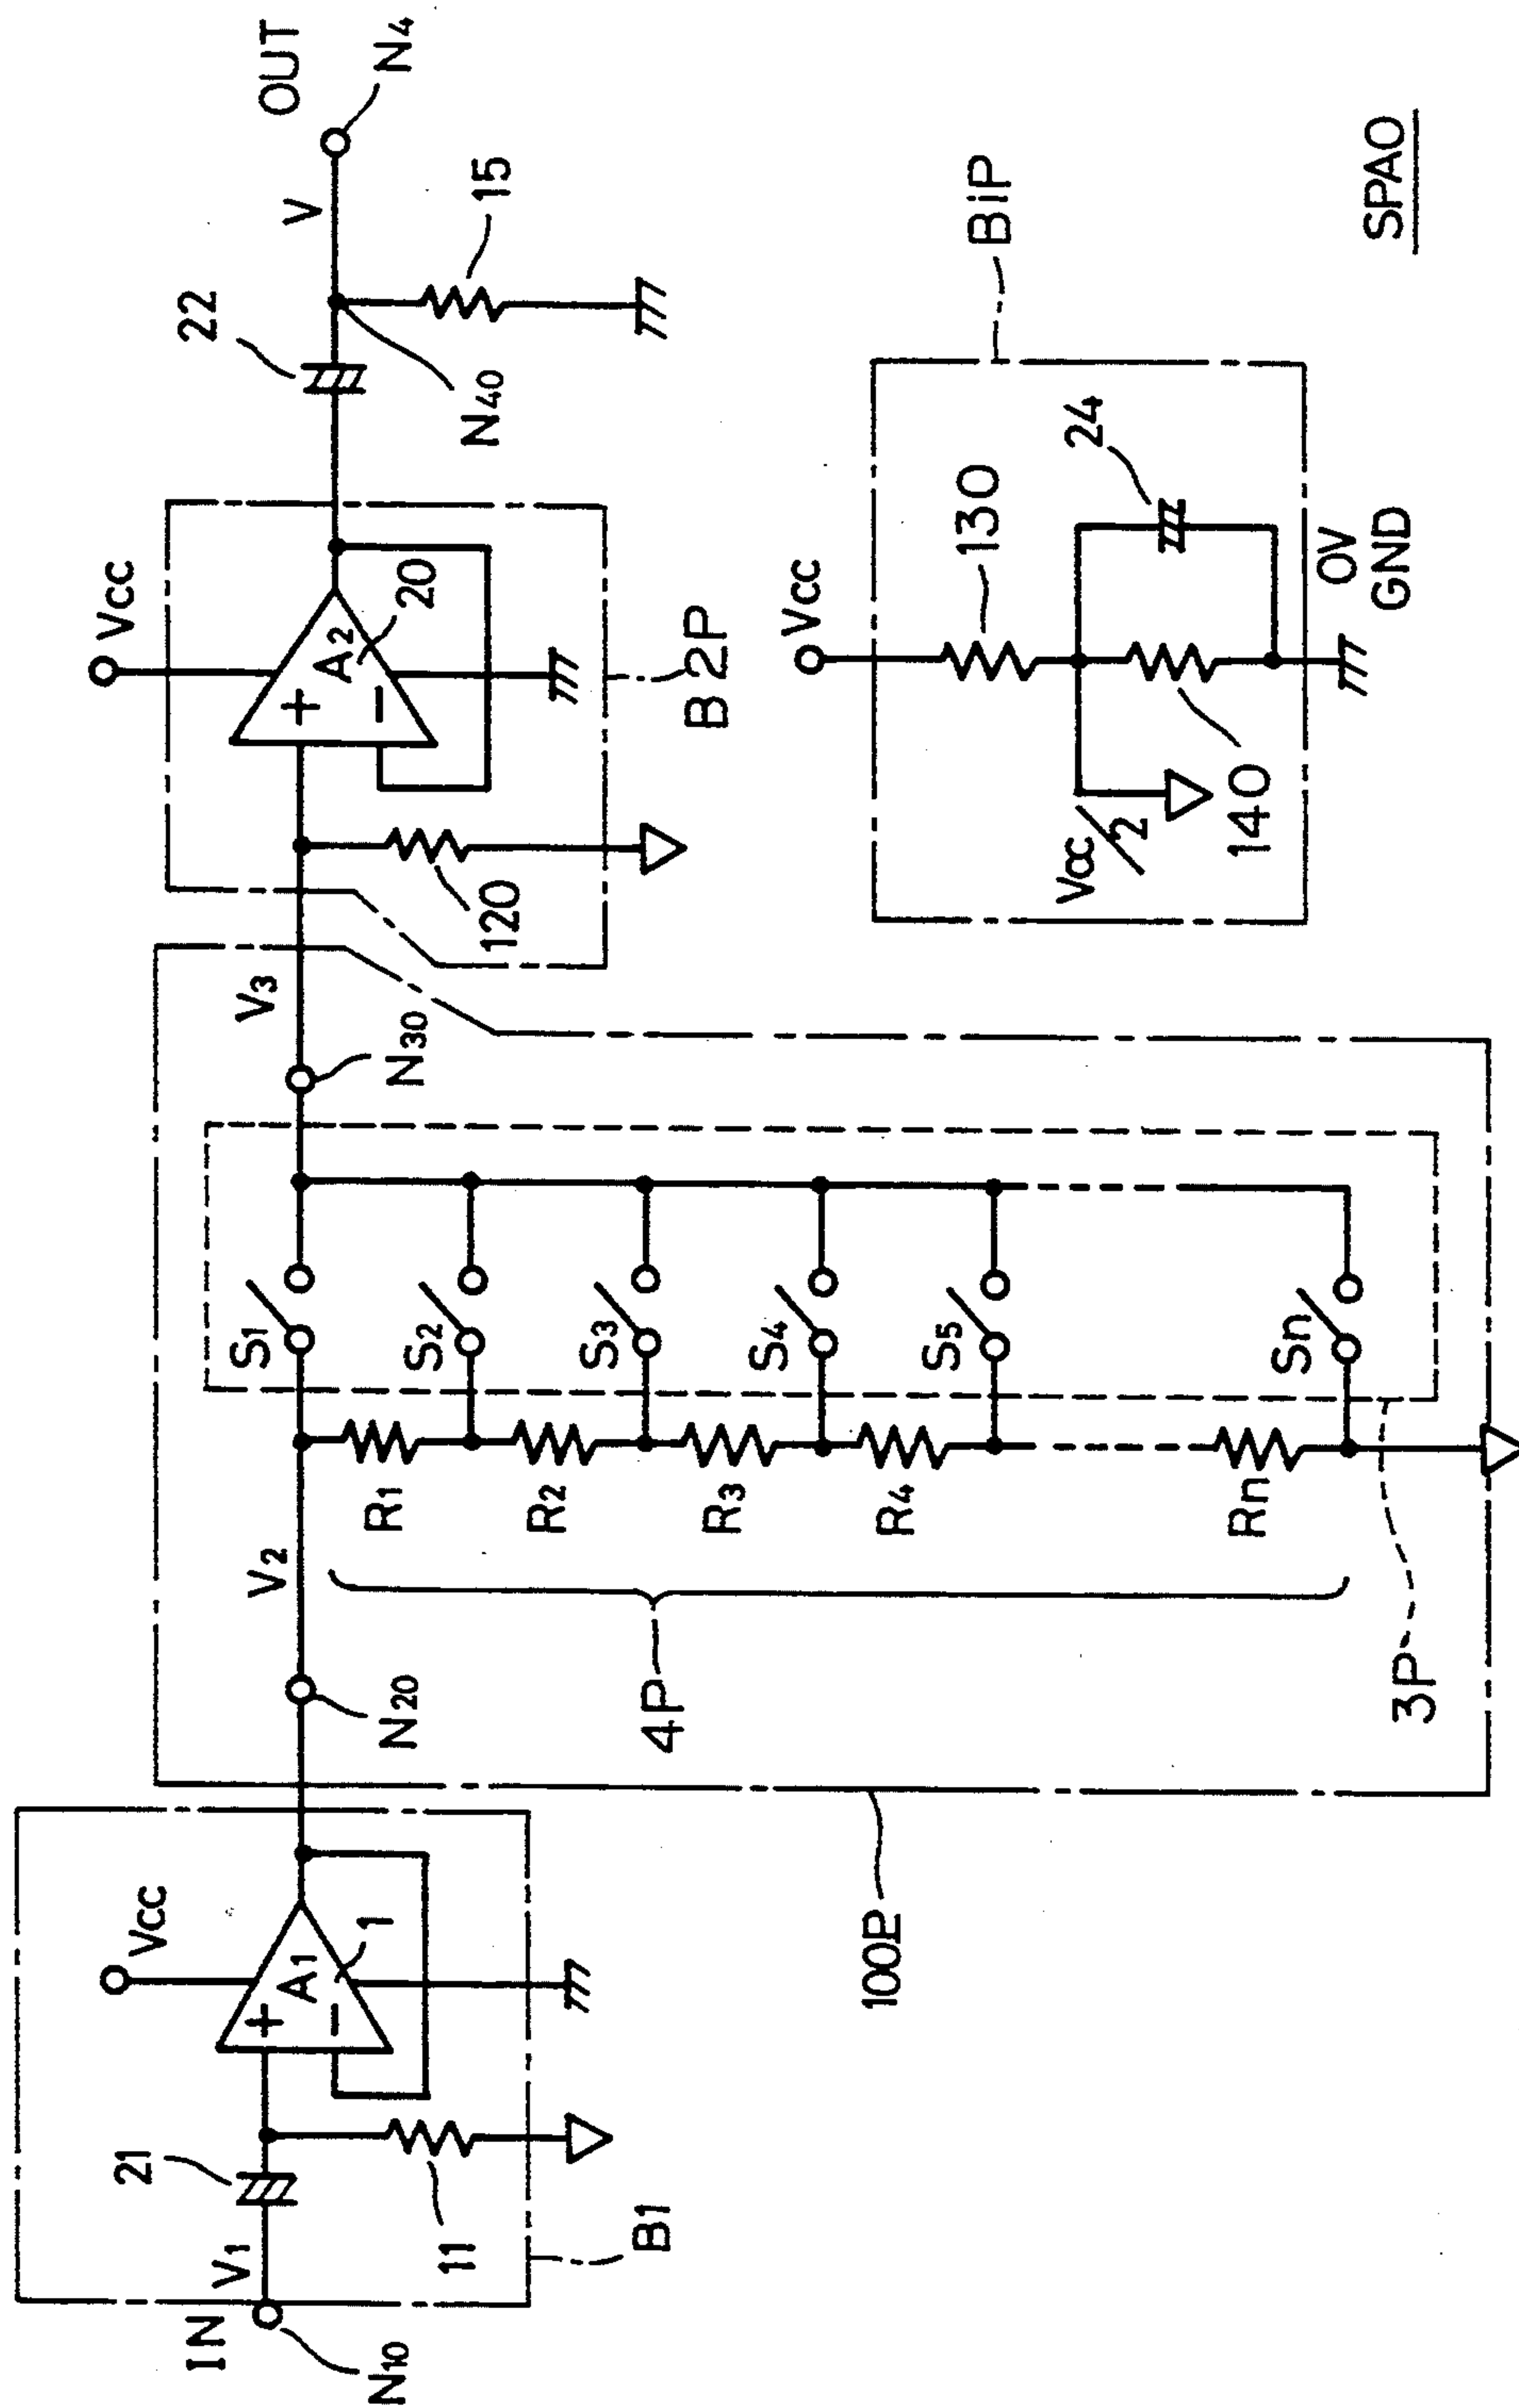 IN
N10
V1
21
11
B1
Vcc
A1
+
−
1
N20
V2
100P
4P
3P
R1
R2
R3
R4
Rn
S1
S2
S3
S4
S5
Sn
N30
V3
120
Vcc
A2
+
−
20
B2P
22
N40
V
15
OUT
N4
BiP
Vcc
130
Vcc/2
140
24
0V
GND
SPA0